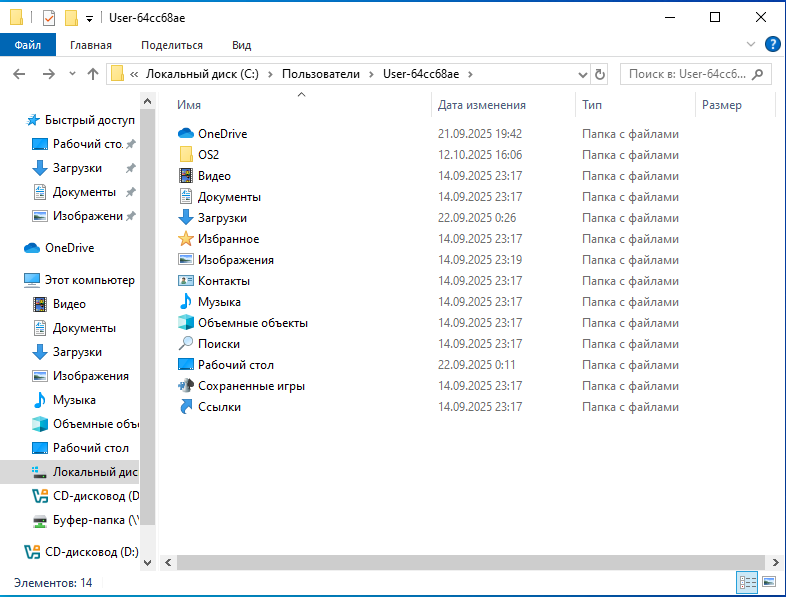 User-64cc68ae
Файл Главная Поделиться Вид
« Локальный диск (C:) > Пользователи > User-64cc68ae >
Поиск в: User-64cc6...
Быстрый доступ
Рабочий сто.
Загрузки
Документы
Изображени
OneDrive
Этот компьютер
Видео
Документы
Загрузки
Изображения
Музыка
Объемные объ
Рабочий стол
Локальный дис
CD-дисковод (D
Буфер-папка (\\
CD-дисковод (D:)
Имя Дата изменения Тип Размер
OneDrive 21.09.2025 19:42 Папка с файлами
OS2 12.10.2025 16:06 Папка с файлами
Видео 14.09.2025 23:17 Папка с файлами
Документы 14.09.2025 23:17 Папка с файлами
Загрузки 22.09.2025 0:26 Папка с файлами
Избранное 14.09.2025 23:17 Папка с файлами
Изображения 14.09.2025 23:19 Папка с файлами
Контакты 14.09.2025 23:17 Папка с файлами
Музыка 14.09.2025 23:17 Папка с файлами
Объемные объекты 14.09.2025 23:17 Папка с файлами
Поиски 14.09.2025 23:17 Папка с файлами
Рабочий стол 22.09.2025 0:11 Папка с файлами
Сохраненные игры 14.09.2025 23:17 Папка с файлами
Ссылки 14.09.2025 23:17 Папка с файлами
Элементов: 14